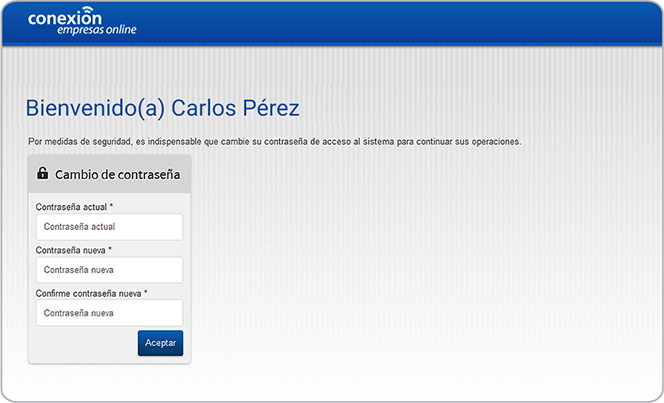 conexión
empresas online
Bienvenido(a) Carlos Pérez
Por medidas de seguridad, es indispensable que cambie su contraseña de acceso al sistema para continuar sus operaciones.
Cambio de contraseña
Contraseña actual *
Contraseña actual
Contraseña nueva *
Contraseña nueva
Confirme contraseña nueva *
Contraseña nueva
Aceptar